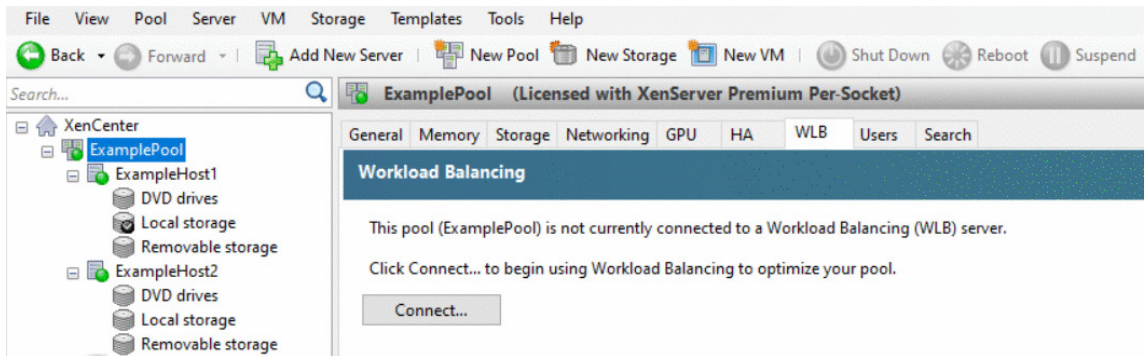 File View Pool Server VM Storage Templates Tools Help
Back Forward Add New Server New Pool New Storage New VM Shut Down Reboot Suspend
Search...
ExamplePool (Licensed with XenServer Premium Per-Socket)
XenCenter
ExamplePool
ExampleHost1
DVD drives
Local storage
Removable storage
ExampleHost2
DVD drives
Local storage
Removable storage
General Memory Storage Networking GPU HA WLB Users Search
Workload Balancing
This pool (ExamplePool) is not currently connected to a Workload Balancing (WLB) server.
Click Connect... to begin using Workload Balancing to optimize your pool.
Connect...